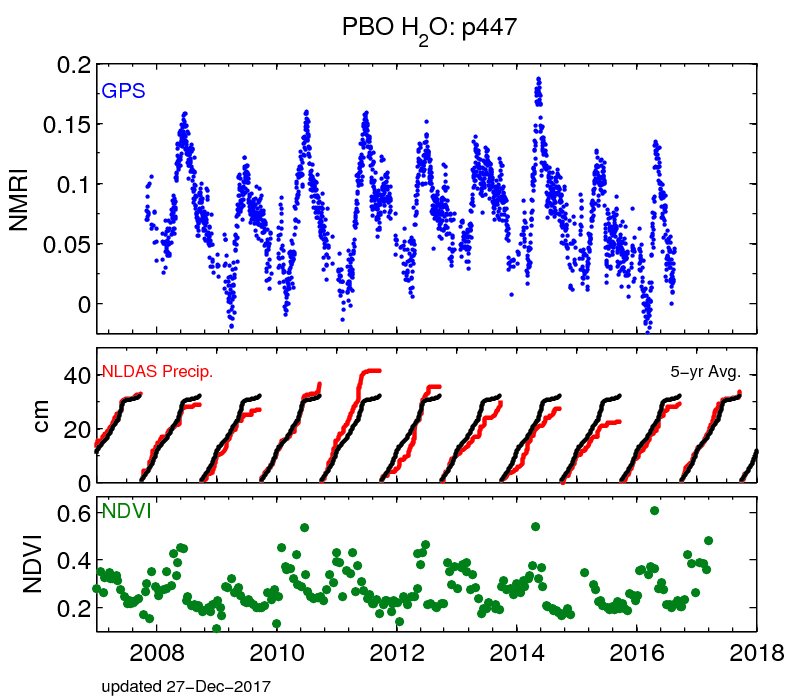 PBO H2O: p447
0.2
GPS
0.15
0.1
0.05
0
NMRI
NLDAS Precip. 5−yr Avg.
40
20
0
cm
NDVI
0.6
0.4
0.2
NDVI
2008 2010 2012 2014 2016 2018
updated 27−Dec−2017